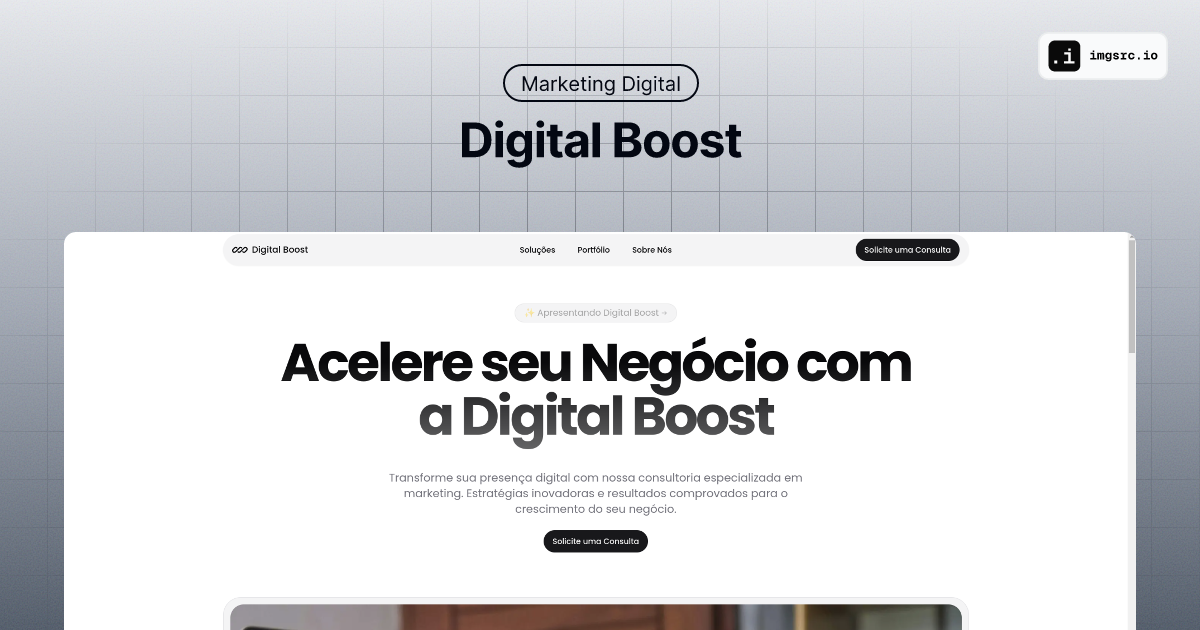 .i imgsrc.io
Marketing Digital
Digital Boost
Digital Boost
Soluções
Portfólio
Sobre Nós
Solicite uma Consulta
✨ Apresentando Digital Boost →
Acelere seu Negócio com
a Digital Boost
Transforme sua presença digital com nossa consultoria especializada em
marketing. Estratégias inovadoras e resultados comprovados para o
crescimento do seu negócio.
Solicite uma Consulta